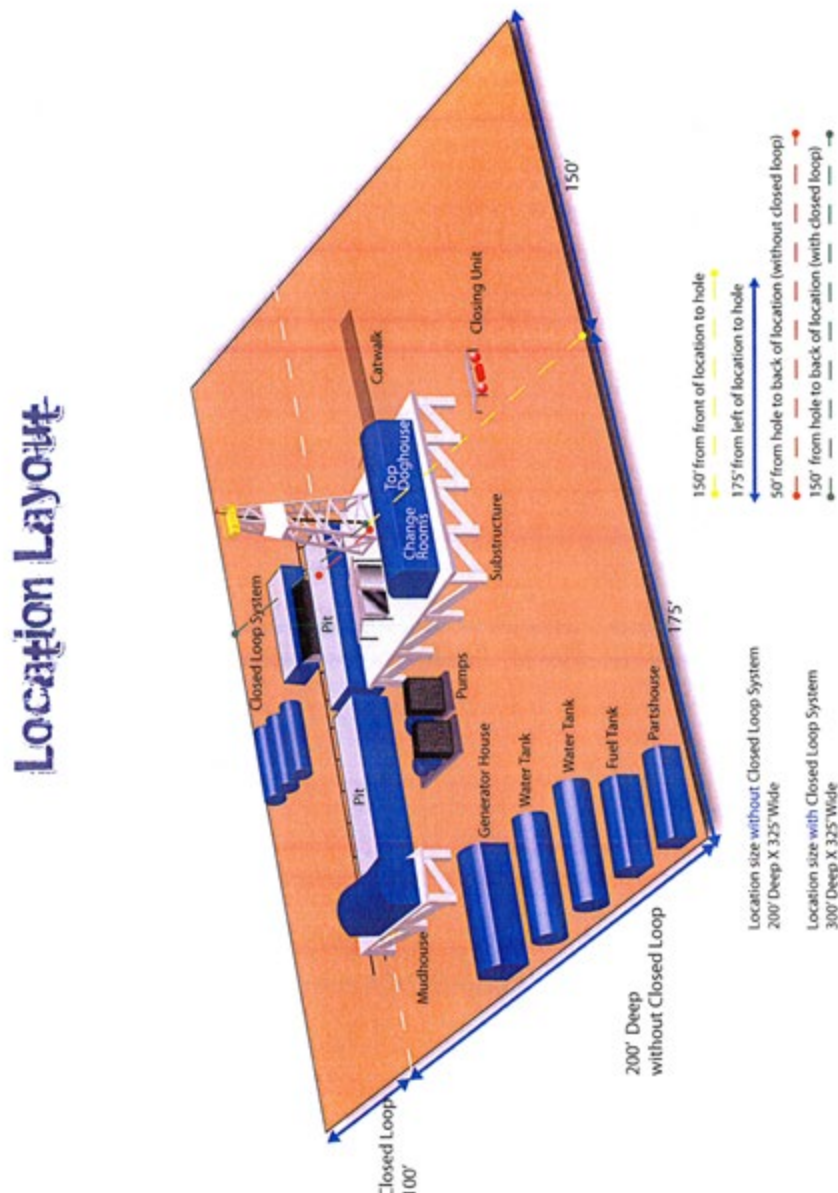 Location Layout
Closed Loop System
Pit
Pit
Catwalk
Top
Doghouse
Change
Rooms
Closing Unit
Substructure
Pumps
Mudhouse
Generator House
Water Tank
Water Tank
Fuel Tank
Partshouse
Closed Loop
100'
200' Deep
without Closed Loop
175'
150'
Location size without Closed Loop System
200' Deep X 325' Wide
Location size with Closed Loop System
300' Deep X 325' Wide
150' from front of location to hole
175' from left of location to hole
50' from hole to back of location (without closed loop)
150' from hole to back of location (with closed loop)